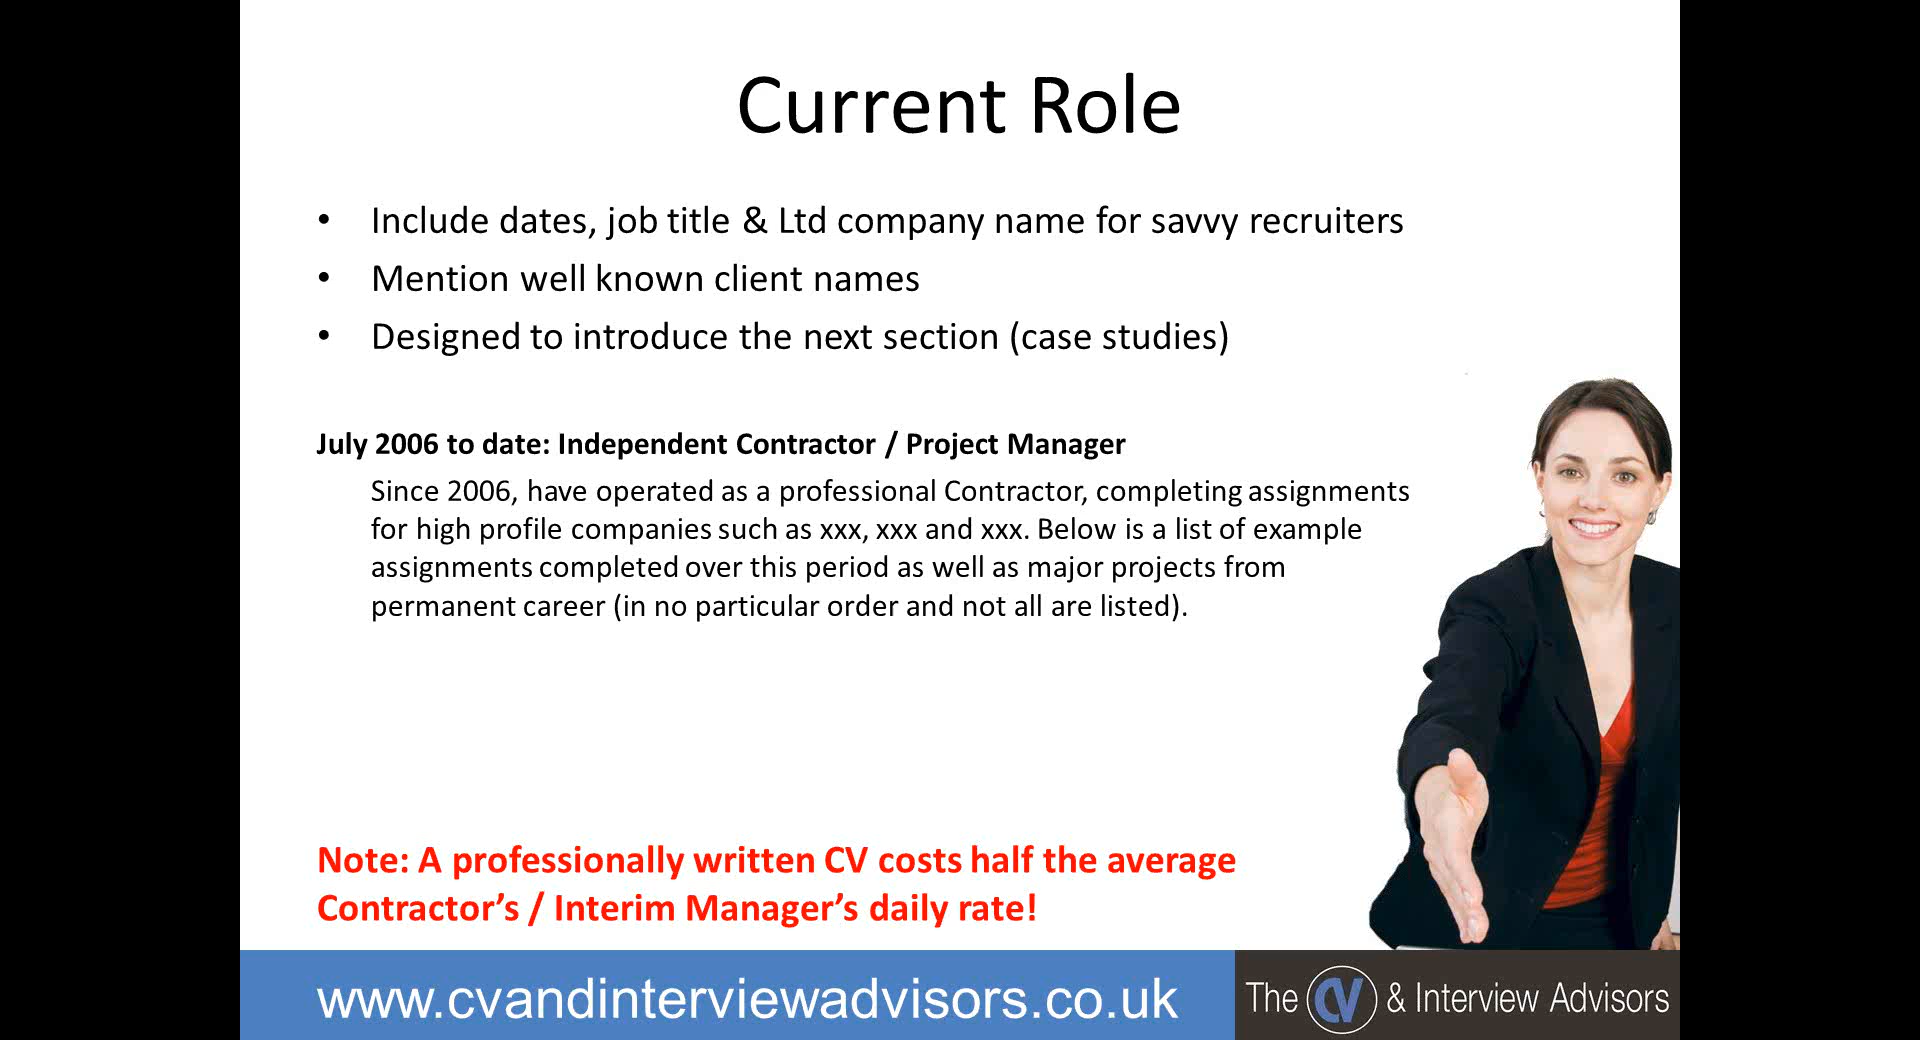 Current Role
• Include dates, job title & Ltd company name for savvy recruiters
• Mention well known client names
• Designed to introduce the next section (case studies)
July 2006 to date: Independent Contractor / Project Manager
Since 2006, have operated as a professional Contractor, completing assignments
for high profile companies such as xxx, xxx and xxx. Below is a list of example
assignments completed over this period as well as major projects from
permanent career (in no particular order and not all are listed).
Note: A professionally written CV costs half the average
Contractor’s / Interim Manager’s daily rate!
www.cvandinterviewadvisors.co.uk
The CV & Interview Advisors